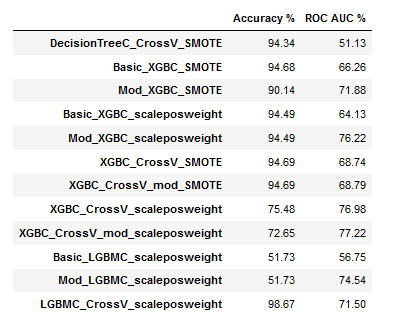 Accuracy % ROC AUC %
DecisionTreeC_CrossV_SMOTE 94.34 51.13
Basic_XGBC_SMOTE 94.68 66.26
Mod_XGBC_SMOTE 90.14 71.88
Basic_XGBC_scaleposweight 94.49 64.13
Mod_XGBC_scaleposweight 94.49 76.22
XGBC_CrossV_SMOTE 94.69 68.74
XGBC_CrossV_mod_SMOTE 94.69 68.79
XGBC_CrossV_scaleposweight 75.48 76.98
XGBC_CrossV_mod_scaleposweight 72.65 77.22
Basic_LGBMC_scaleposweight 51.73 56.75
Mod_LGBMC_scaleposweight 51.73 74.54
LGBMC_CrossV_scaleposweight 98.67 71.50